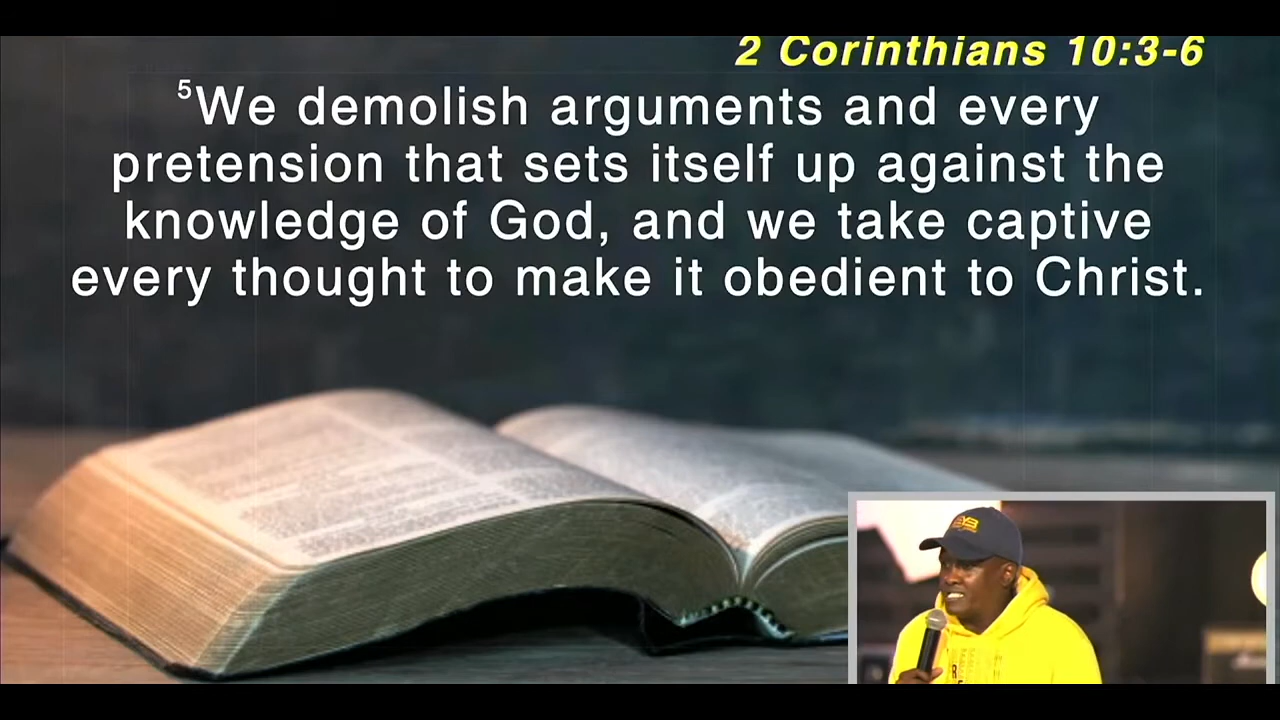 2 Corinthians 10:3-6
⁵We demolish arguments and every
pretension that sets itself up against the
knowledge of God, and we take captive
every thought to make it obedient to Christ.